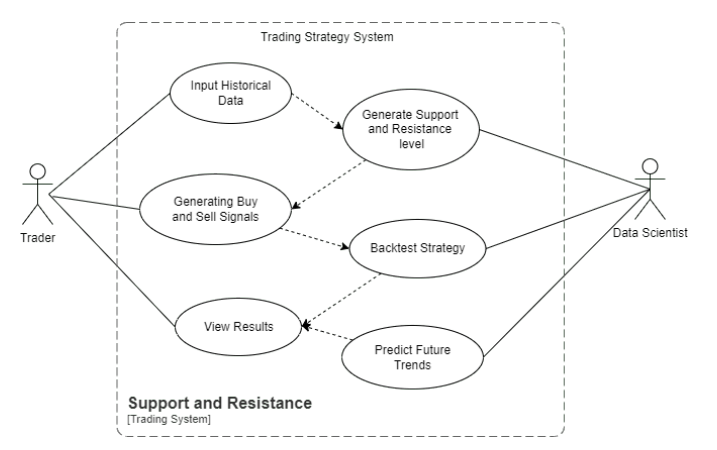 Trading Strategy System
Input Historical
Data
Generate Support
and Resistance
level
Generating Buy
and Sell Signals
Trader
Data Scientist
Backtest Strategy
View Results
Predict Future
Trends
Support and Resistance
[Trading System]